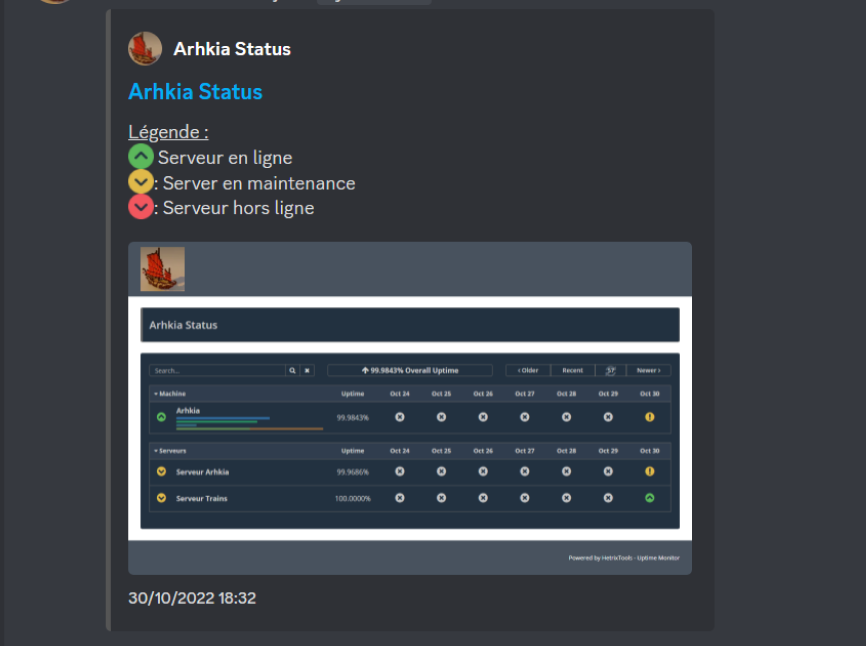 Arhkia Status
Arhkia Status
Légende :
Serveur en ligne
: Server en maintenance
: Serveur hors ligne
Arhkia Status
Search... 99.9843% Overall Uptime ‹ Older Recent Newer ›
Machine Uptime Oct 24 Oct 25 Oct 26 Oct 27 Oct 28 Oct 29 Oct 30
Arhkia 99.9843%
Serveurs Uptime Oct 24 Oct 25 Oct 26 Oct 27 Oct 28 Oct 29 Oct 30
Serveur Arhkia 99.9686%
Serveur Trains 100.0000%
Powered by HetrixTools - Uptime Monitor
30/10/2022 18:32